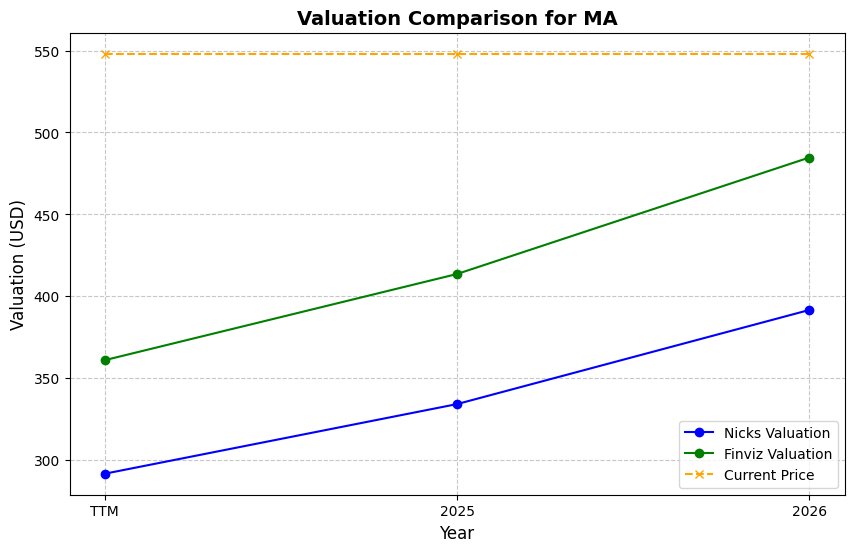 Valuation Comparison for MA
Valuation (USD)
550
500
450
400
350
300
TTM
2025
2026
Year
Nicks Valuation
Finviz Valuation
Current Price